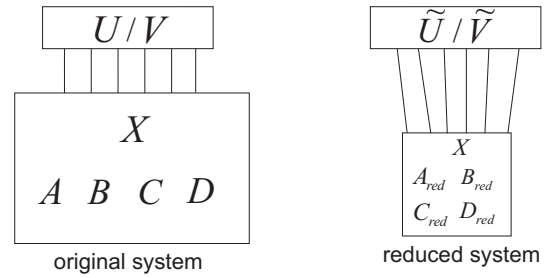 U / V
X
A B C D
original system
Ũ / Ṽ
X
A_red B_red
C_red D_red
reduced system